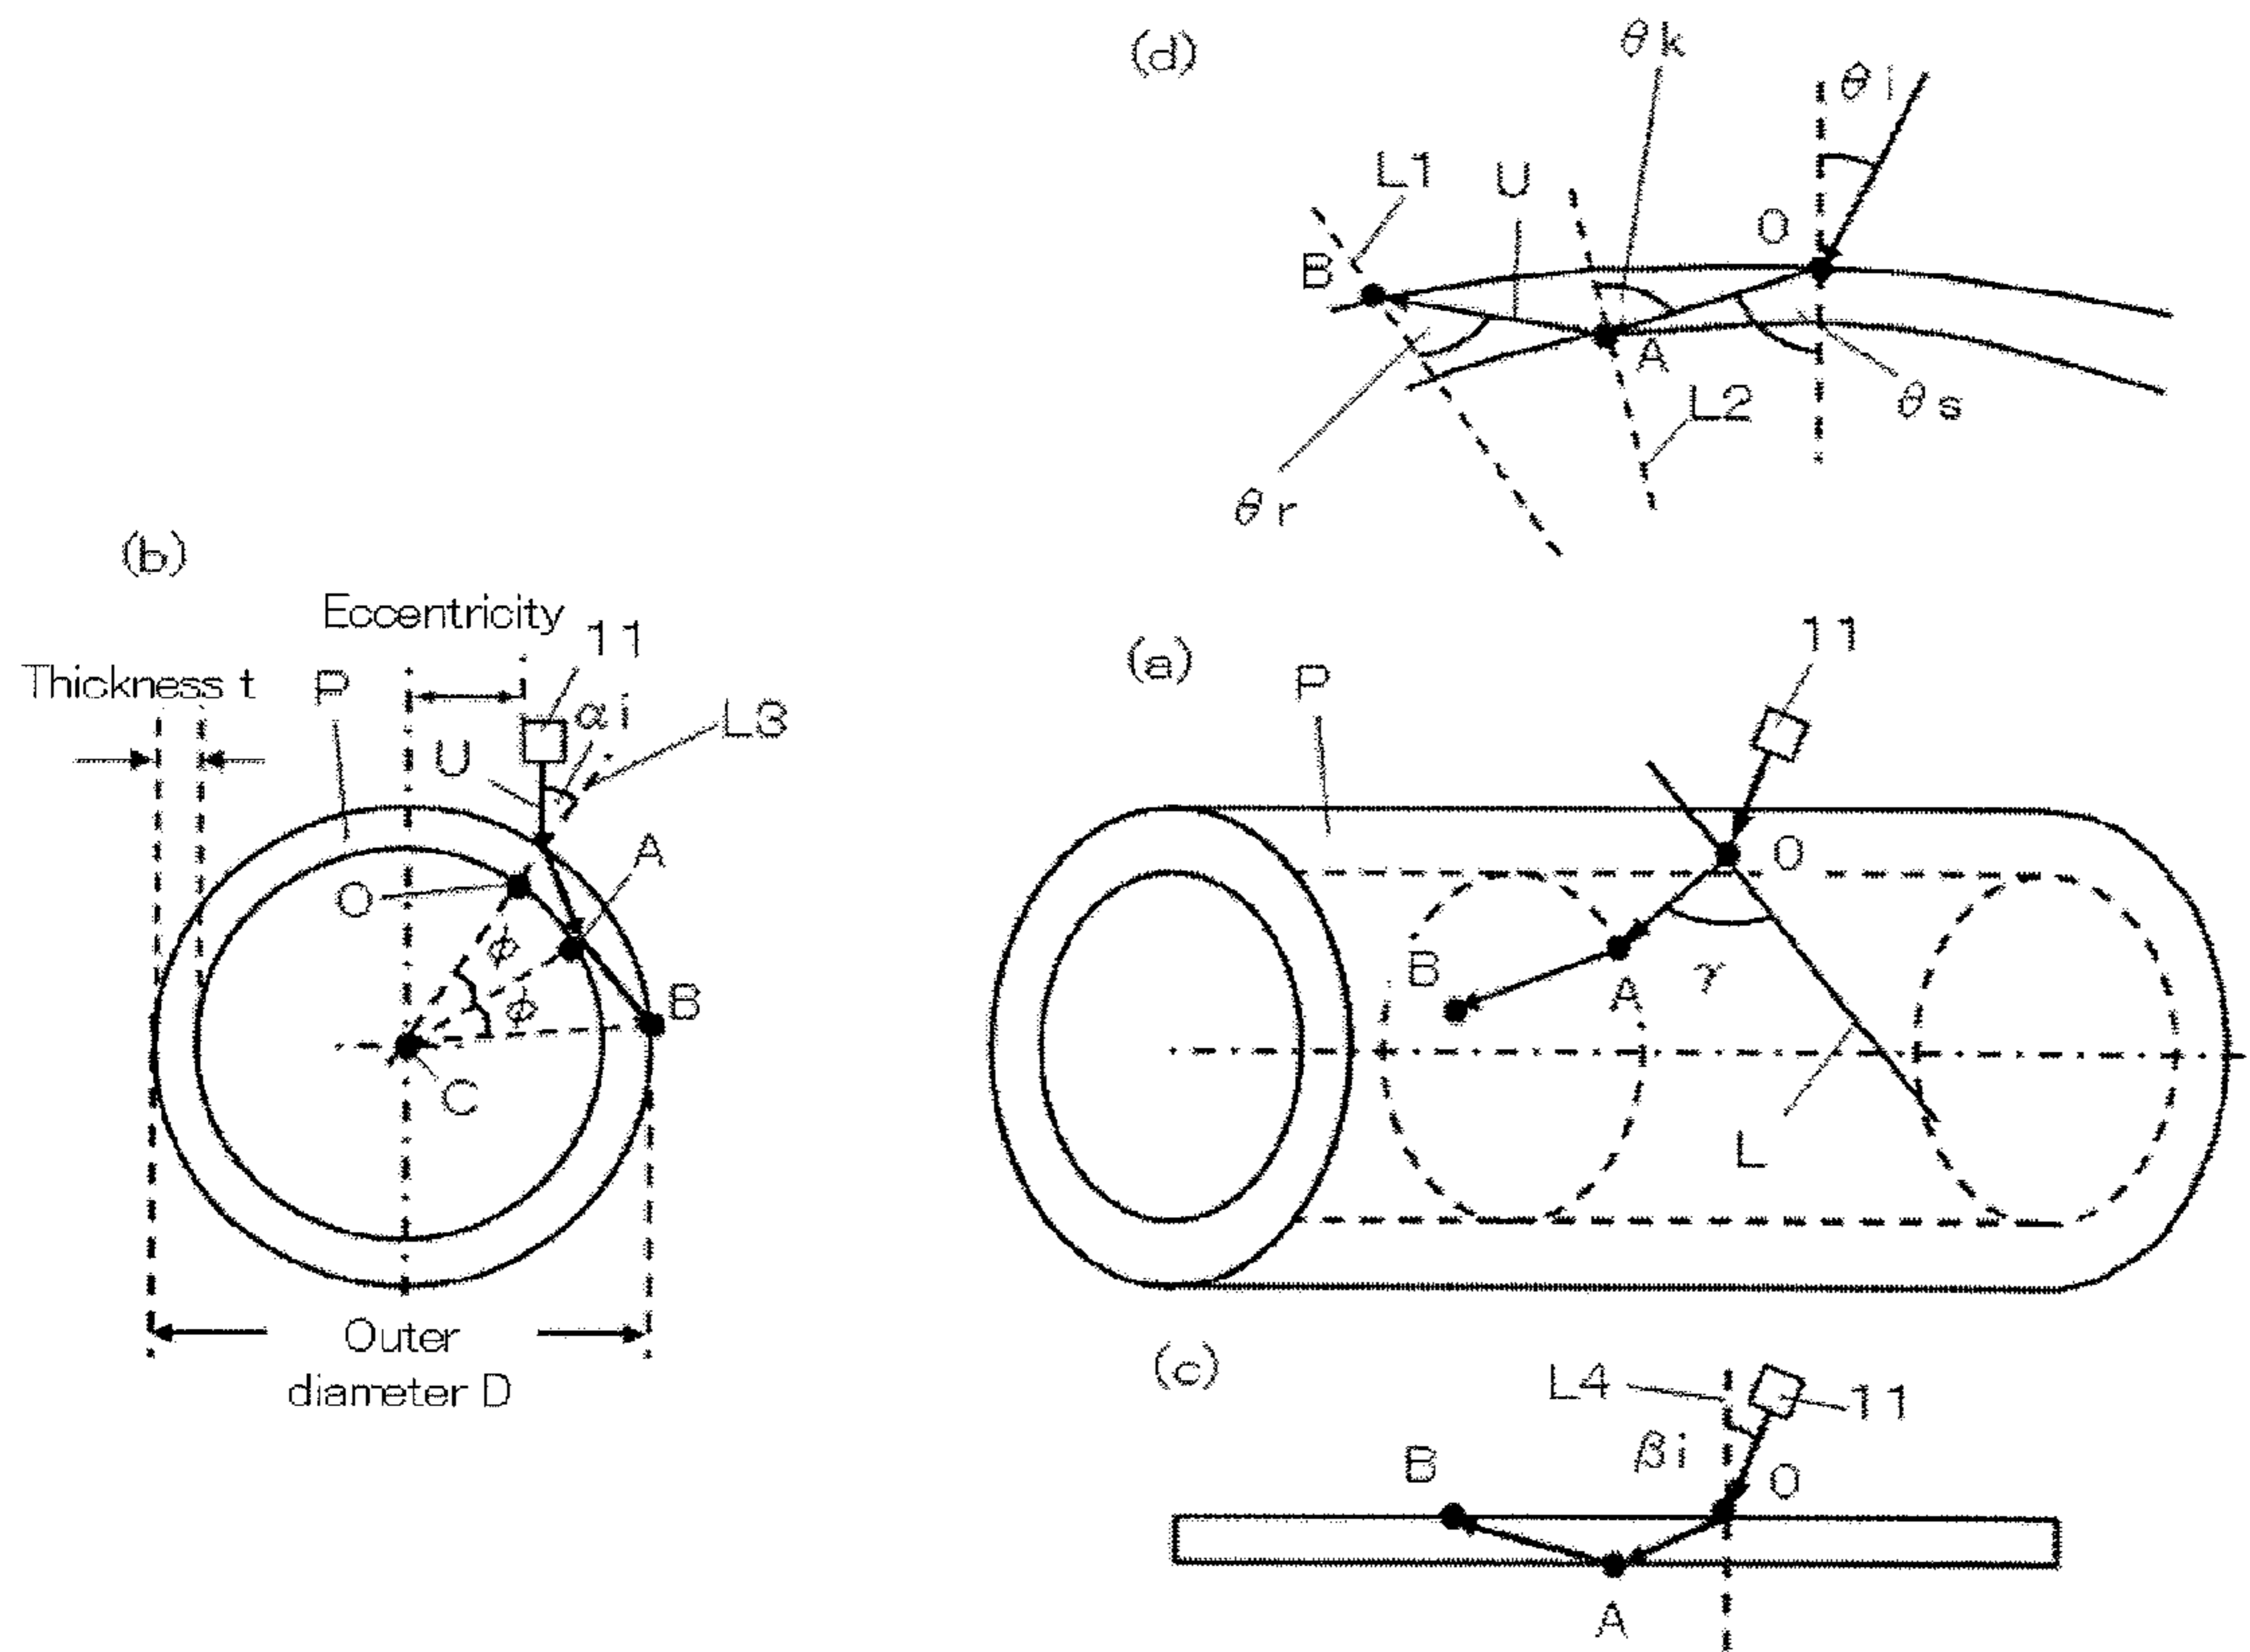 (d)
θk
θi
L1
U
O
B
A
L2
θs
θr
(b)
Eccentricity
11
Thickness t
P
αi
L3
U
A
O
ϕ
ϕ
B
C
Outer
diameter D
(a)
P
11
O
B
A
γ
L
(c)
L4
11
βi
B
O
A